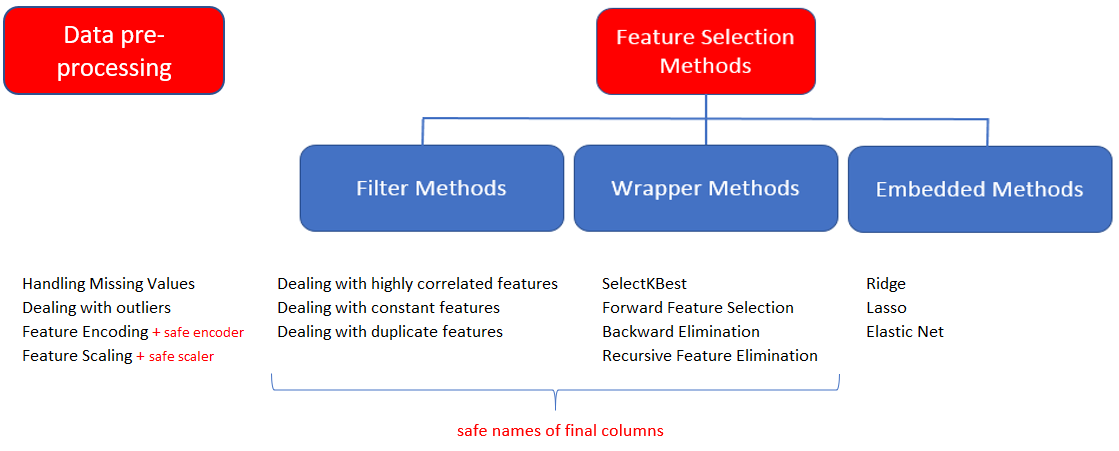 Data pre-
processing
Feature Selection
Methods
Filter Methods
Wrapper Methods
Embedded Methods
Handling Missing Values
Dealing with outliers
Feature Encoding + safe encoder
Feature Scaling + safe scaler
Dealing with highly correlated features
Dealing with constant features
Dealing with duplicate features
SelectKBest
Forward Feature Selection
Backward Elimination
Recursive Feature Elimination
Ridge
Lasso
Elastic Net
safe names of final columns